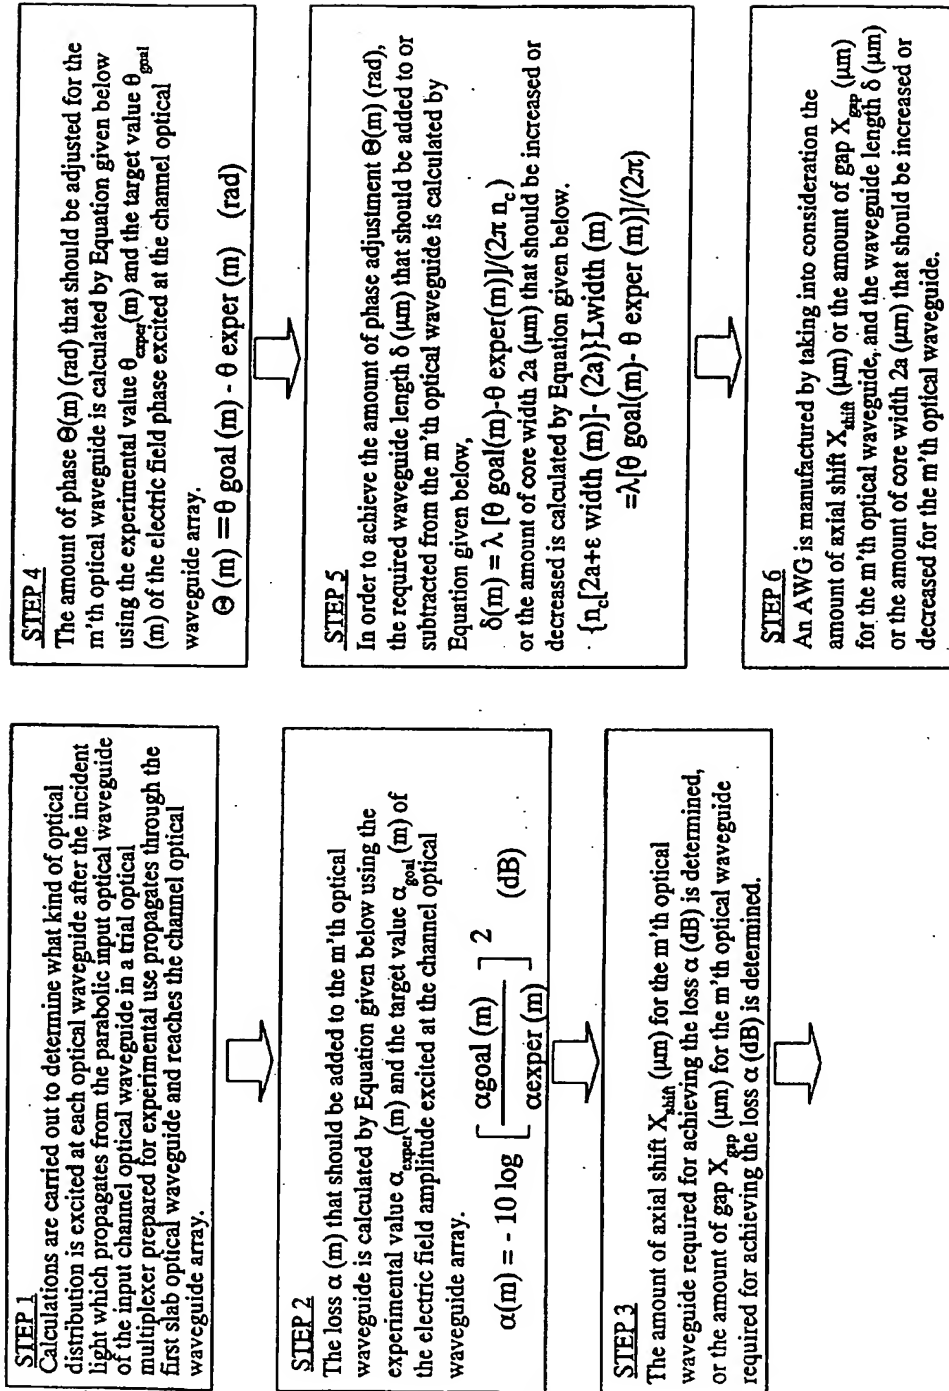 STEP 1
Calculations are carried out to determine what kind of optical
distribution is excited at each optical waveguide after the incident
light which propagates from the parabolic input optical waveguide
of the input channel optical waveguide in a trial optical
multiplexer prepared for experimental use propagates through the
first slab optical waveguide and reaches the channel optical
waveguide array.
STEP 2
The loss α (m) that should be added to the m'th optical
waveguide is calculated by Equation given below using the
experimental value α_exper(m) and the target value α_goal(m) of
the electric field amplitude excited at the channel optical
waveguide array.
α(m) = - 10 log [ αgoal (m) / αexper (m) ] 2 (dB)
STEP 3
The amount of axial shift X_shift (μm) for the m'th optical
waveguide required for achieving the loss α (dB) is determined,
or the amount of gap X_gap (μm) for the m'th optical waveguide
required for achieving the loss α (dB) is determined.
STEP 4
The amount of phase Θ(m) (rad) that should be adjusted for the
m'th optical waveguide is calculated by Equation given below
using the experimental value θ_exper(m) and the target value θ_goal
(m) of the electric field phase excited at the channel optical
waveguide array.
Θ (m) = θ goal (m) - θ exper (m) (rad)
STEP 5
In order to achieve the amount of phase adjustment Θ(m) (rad),
the required waveguide length δ (μm) that should be added to or
subtracted from the m'th optical waveguide is calculated by
Equation given below,
δ(m) = λ [θ goal(m)-θ exper(m)]/(2π n_c)
or the amount of core width 2a (μm) that should be increased or
decreased is calculated by Equation given below.
{n_c[2a+ε width (m)]- (2a)}Lwidth (m)
=λ[θ goal(m)- θ exper (m)]/(2π)
STEP 6
An AWG is manufactured by taking into consideration the
amount of axial shift X_shift (μm) or the amount of gap X_gap (μm)
for the m'th optical waveguide, and the waveguide length δ (μm)
or the amount of core width 2a (μm) that should be increased or
decreased for the m'th optical waveguide.